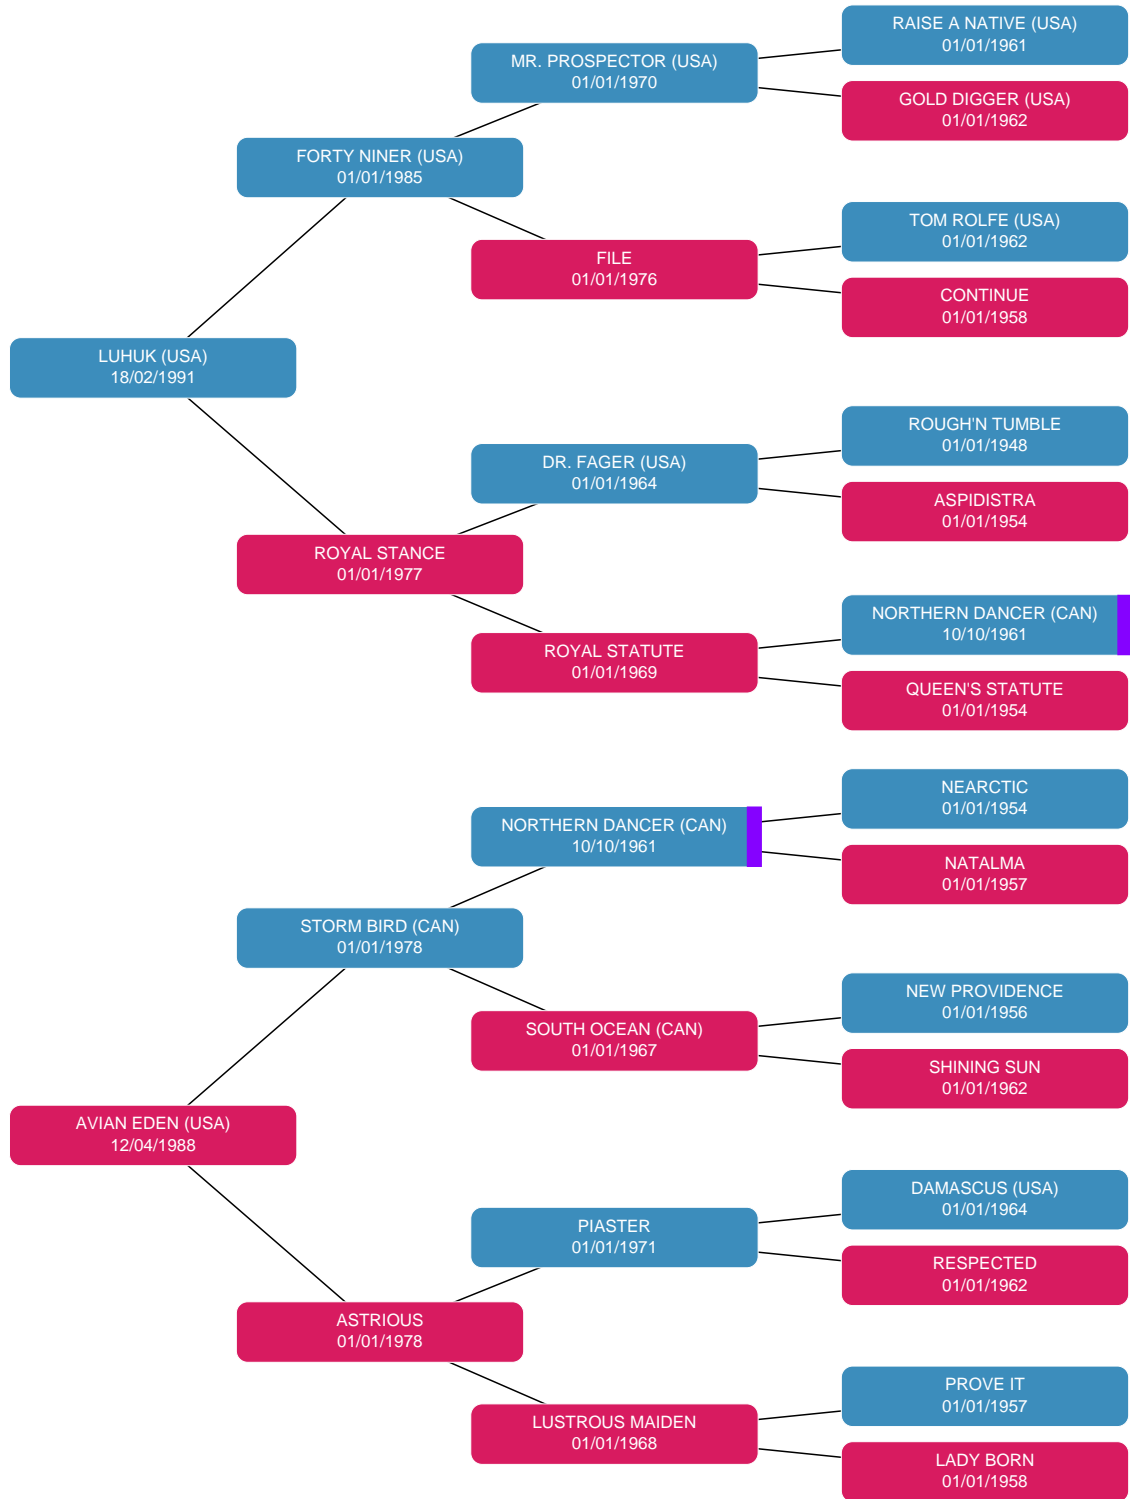 RAISE A NATIVE (USA)
01/01/1961
MR. PROSPECTOR (USA)
01/01/1970
GOLD DIGGER (USA)
01/01/1962
FORTY NINER (USA)
01/01/1985
TOM ROLFE (USA)
01/01/1962
FILE
01/01/1976
CONTINUE
01/01/1958
LUHUK (USA)
18/02/1991
ROUGH'N TUMBLE
01/01/1948
DR. FAGER (USA)
01/01/1964
ASPIDISTRA
01/01/1954
ROYAL STANCE
01/01/1977
NORTHERN DANCER (CAN)
10/10/1961
ROYAL STATUTE
01/01/1969
QUEEN'S STATUTE
01/01/1954
NEARCTIC
01/01/1954
NORTHERN DANCER (CAN)
10/10/1961
NATALMA
01/01/1957
STORM BIRD (CAN)
01/01/1978
NEW PROVIDENCE
01/01/1956
SOUTH OCEAN (CAN)
01/01/1967
SHINING SUN
01/01/1962
AVIAN EDEN (USA)
12/04/1988
DAMASCUS (USA)
01/01/1964
PIASTER
01/01/1971
RESPECTED
01/01/1962
ASTRIOUS
01/01/1978
PROVE IT
01/01/1957
LUSTROUS MAIDEN
01/01/1968
LADY BORN
01/01/1958